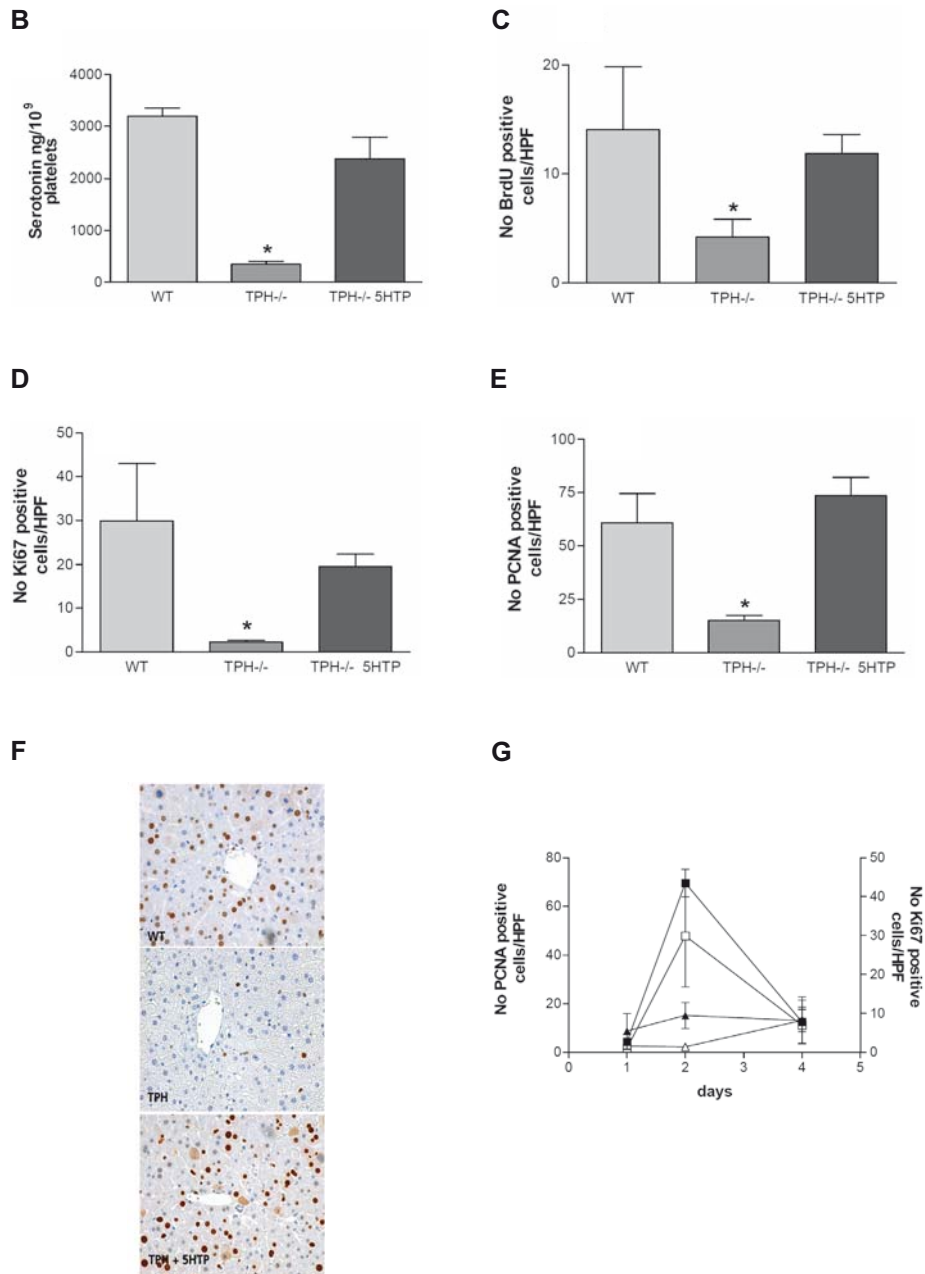 B
Serotonin ng/10⁹
platelets
4000
3000
2000
1000
0
WT
*
TPH-/-
TPH-/- 5HTP
C
No BrdU positive
cells/HPF
20
10
0
WT
*
TPH-/-
TPH-/- 5HTP
D
No Ki67 positive
cells/HPF
50
40
30
20
10
0
WT
*
TPH-/-
TPH-/- 5HTP
E
No PCNA positive
cells/HPF
100
75
50
25
0
WT
*
TPH-/-
TPH-/- 5HTP
F
WT
TPH
TPH + 5HTP
G
No PCNA positive
cells/HPF
80
60
40
20
0
50
40
30
20
10
0
No Ki67 positive
cells/HPF
0 1 2 3 4 5
days